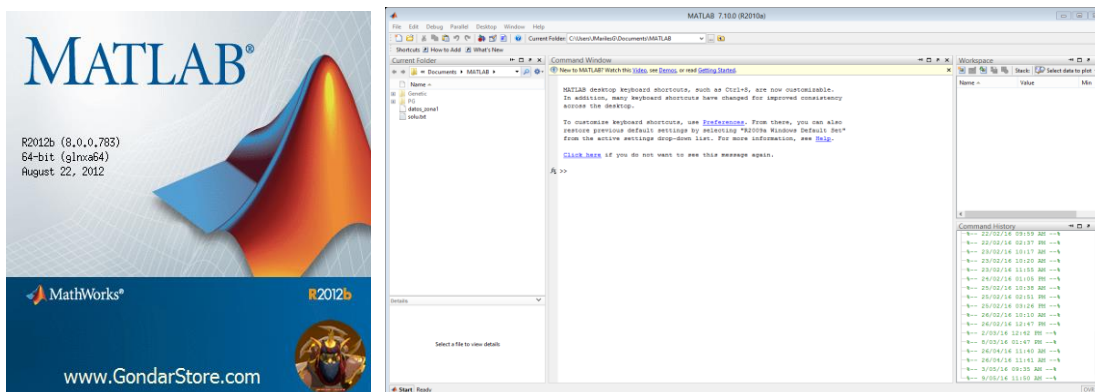 MATLAB®
R2012b (8.0.0.783)
64-bit (glnxa64)
August 22, 2012
MathWorks®
R2012b
www.GondarStore.com
MATLAB 7.10.0 (R2010a)
File Edit Debug Parallel Desktop Window Help
Current Folder: C:\Users\JMarilesG\Documents\MATLAB
Shortcuts How to Add What's New
Current Folder
« Documents ▸ MATLAB ▸
Name
Genetic
PG
datos_zona1
solu.txt
Details
Select a file to view details
Start Ready
Command Window
New to MATLAB? Watch this Video, see Demos, or read Getting Started.
MATLAB desktop keyboard shortcuts, such as Ctrl+S, are now customizable.
In addition, many keyboard shortcuts have changed for improved consistency
across the desktop.
To customize keyboard shortcuts, use Preferences. From there, you can also
restore previous default settings by selecting "R2009a Windows Default Set"
from the active settings drop-down list. For more information, see Help.
Click here if you do not want to see this message again.
fx >>
Workspace
Stack: Select data to plot
Name Value Min
Command History
%-- 22/02/16 09:59 AM --%
%-- 22/02/16 02:37 PM --%
%-- 23/02/16 10:17 AM --%
%-- 23/02/16 10:20 AM --%
%-- 23/02/16 11:55 AM --%
%-- 24/02/16 01:05 PM --%
%-- 25/02/16 10:38 AM --%
%-- 25/02/16 02:51 PM --%
%-- 25/02/16 03:26 PM --%
%-- 26/02/16 10:10 AM --%
%-- 26/02/16 12:47 PM --%
%-- 2/03/16 12:42 PM --%
%-- 8/03/16 01:47 PM --%
%-- 26/04/16 11:40 AM --%
%-- 26/04/16 11:41 AM --%
%-- 3/05/16 09:35 AM --%
%-- 9/05/16 11:50 AM --%
OVR